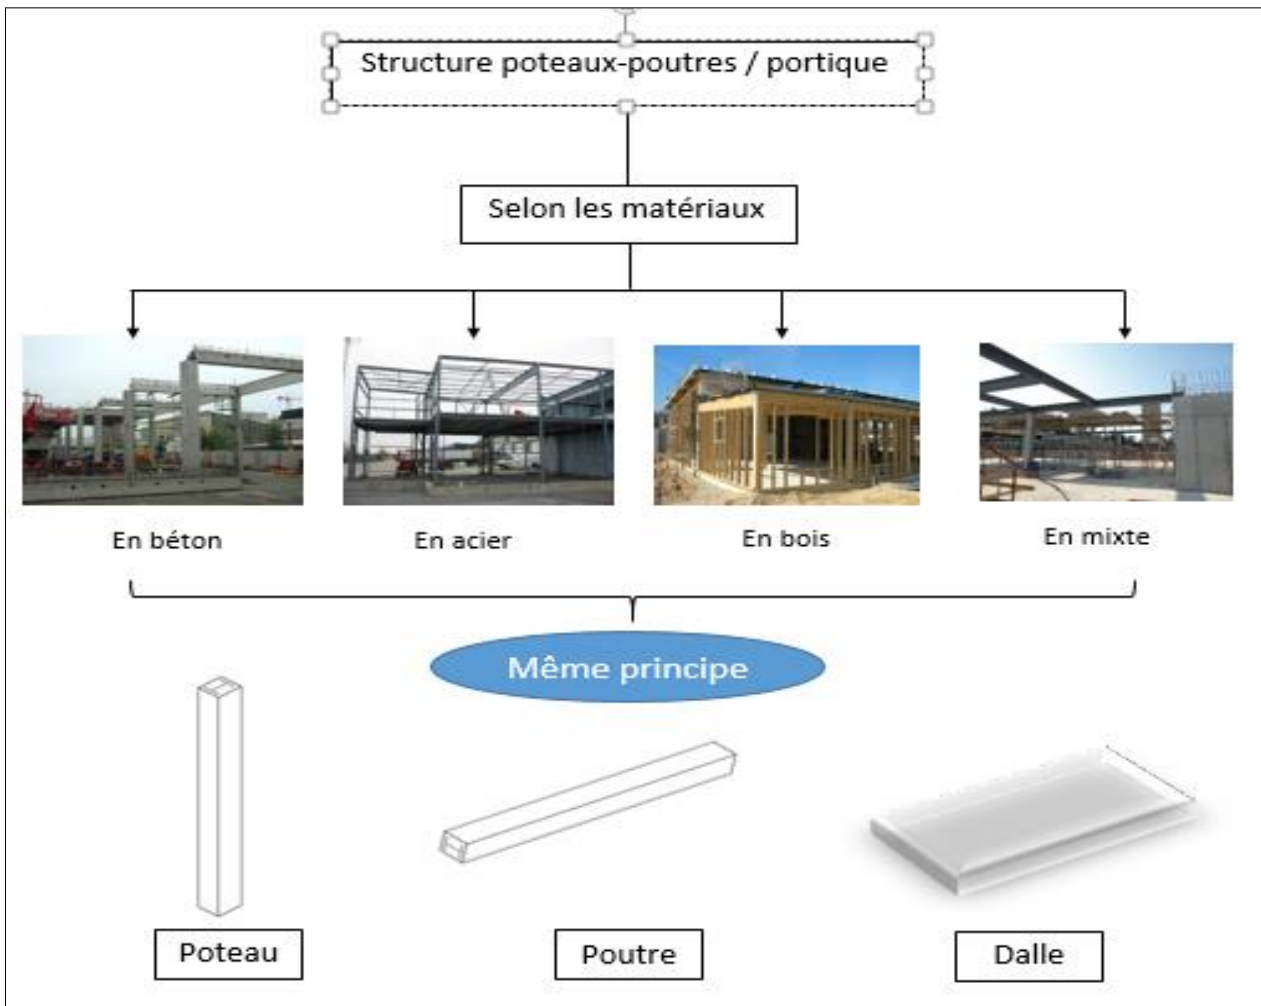 Structure poteaux-poutres / portique
Selon les matériaux
En béton
En acier
En bois
En mixte
Même principe
Poteau
Poutre
Dalle